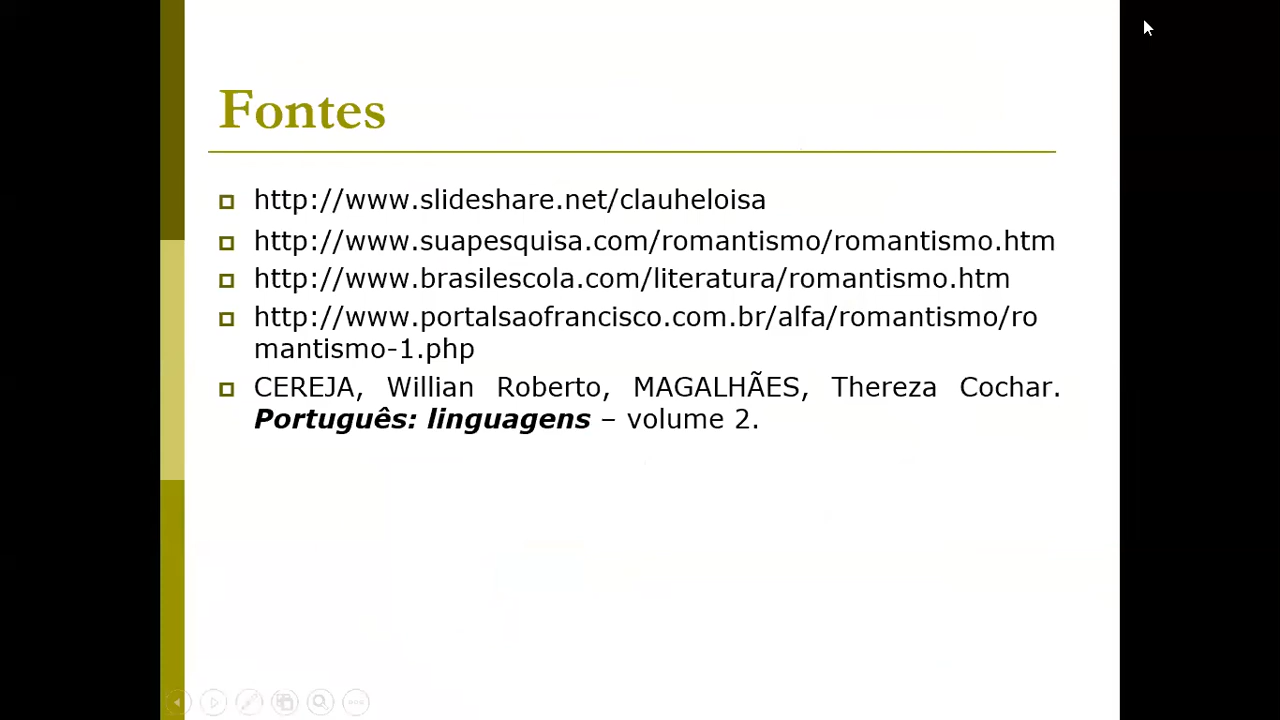 Fontes
http://www.slideshare.net/clauheloisa
http://www.suapesquisa.com/romantismo/romantismo.htm
http://www.brasilescola.com/literatura/romantismo.htm
http://www.portalsaofrancisco.com.br/alfa/romantismo/ro
mantismo-1.php
CEREJA, Willian Roberto, MAGALHÃES, Thereza Cochar.
Português: linguagens – volume 2.